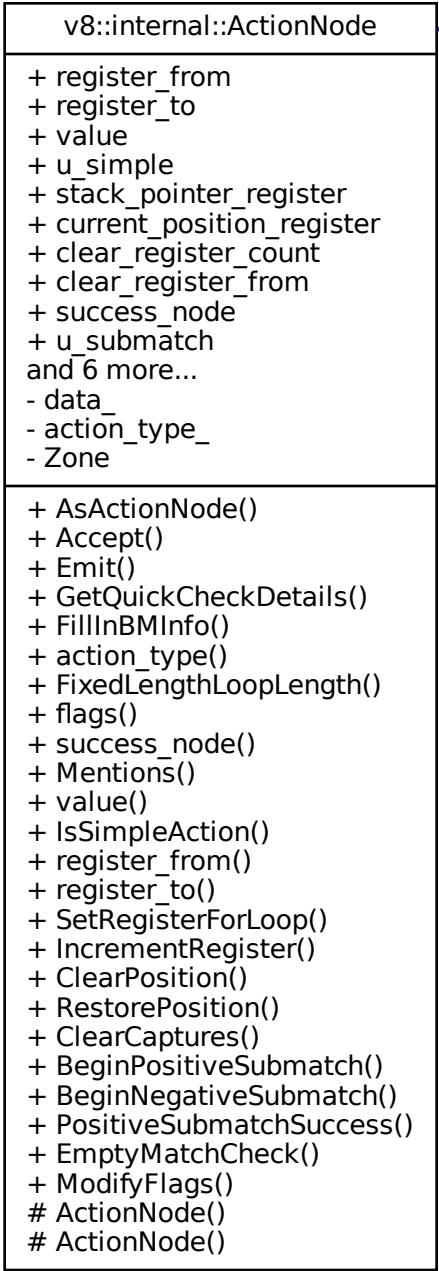 v8::internal::ActionNode
+ register_from
+ register_to
+ value
+ u_simple
+ stack_pointer_register
+ current_position_register
+ clear_register_count
+ clear_register_from
+ success_node
+ u_submatch
and 6 more...
- data_
- action_type_
- Zone
+ AsActionNode()
+ Accept()
+ Emit()
+ GetQuickCheckDetails()
+ FillInBMInfo()
+ action_type()
+ FixedLengthLoopLength()
+ flags()
+ success_node()
+ Mentions()
+ value()
+ IsSimpleAction()
+ register_from()
+ register_to()
+ SetRegisterForLoop()
+ IncrementRegister()
+ ClearPosition()
+ RestorePosition()
+ ClearCaptures()
+ BeginPositiveSubmatch()
+ BeginNegativeSubmatch()
+ PositiveSubmatchSuccess()
+ EmptyMatchCheck()
+ ModifyFlags()
# ActionNode()
# ActionNode()